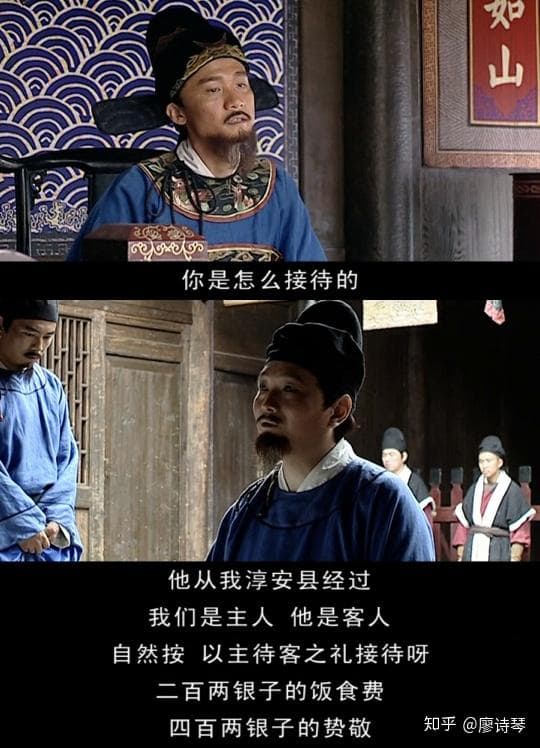 如山
你是怎么接待的
他从我淳安县经过
我们是主人 他是客人
自然按 以主待客之礼接待呀
二百两银子的饭食费
四百两银子的贽敬
知乎 @廖诗琴